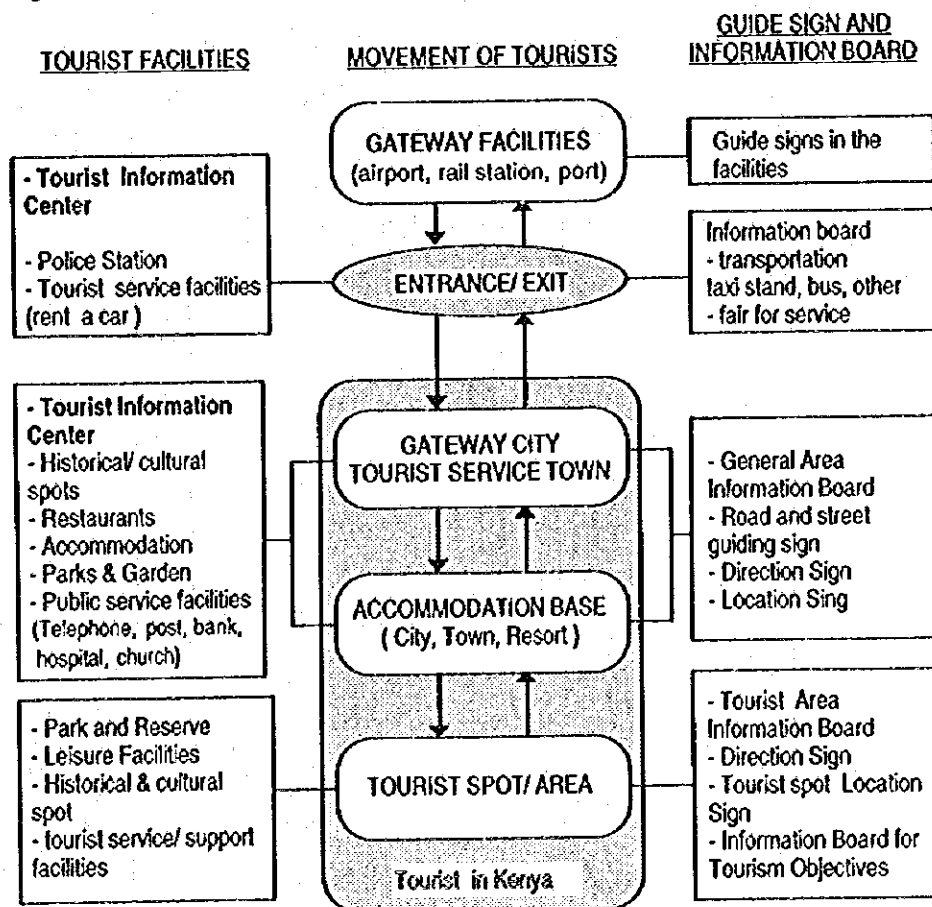 TOURIST FACILITIES
MOVEMENT OF TOURISTS
GUIDE SIGN AND
INFORMATION BOARD
GATEWAY FACILITIES
(airport, rail station, port)
Guide signs in the
facilities
- Tourist Information
Center
- Police Station
- Tourist service facilities
(rent a car )
ENTRANCE/ EXIT
Information board
- transportation
taxi stand, bus, other
- fair for service
- Tourist Information
Center
- Historical/ cultural
spots
- Restaurants
- Accommodation
- Parks & Garden
- Public service facilities
(Telephone, post, bank,
hospital, church)
GATEWAY CITY
TOURIST SERVICE TOWN
ACCOMMODATION BASE
( City, Town, Resort )
- General Area
Information Board
- Road and street
guiding sign
- Direction Sign
- Location Sing
- Park and Reserve
- Leisure Facilities
- Historical & cultural
spot
- tourist service/ support
facilities
TOURIST SPOT/ AREA
Tourist in Kenya
- Tourist Area
Information Board
- Direction Sign
- Tourist spot Location
Sign
- Information Board for
Tourism Objectives